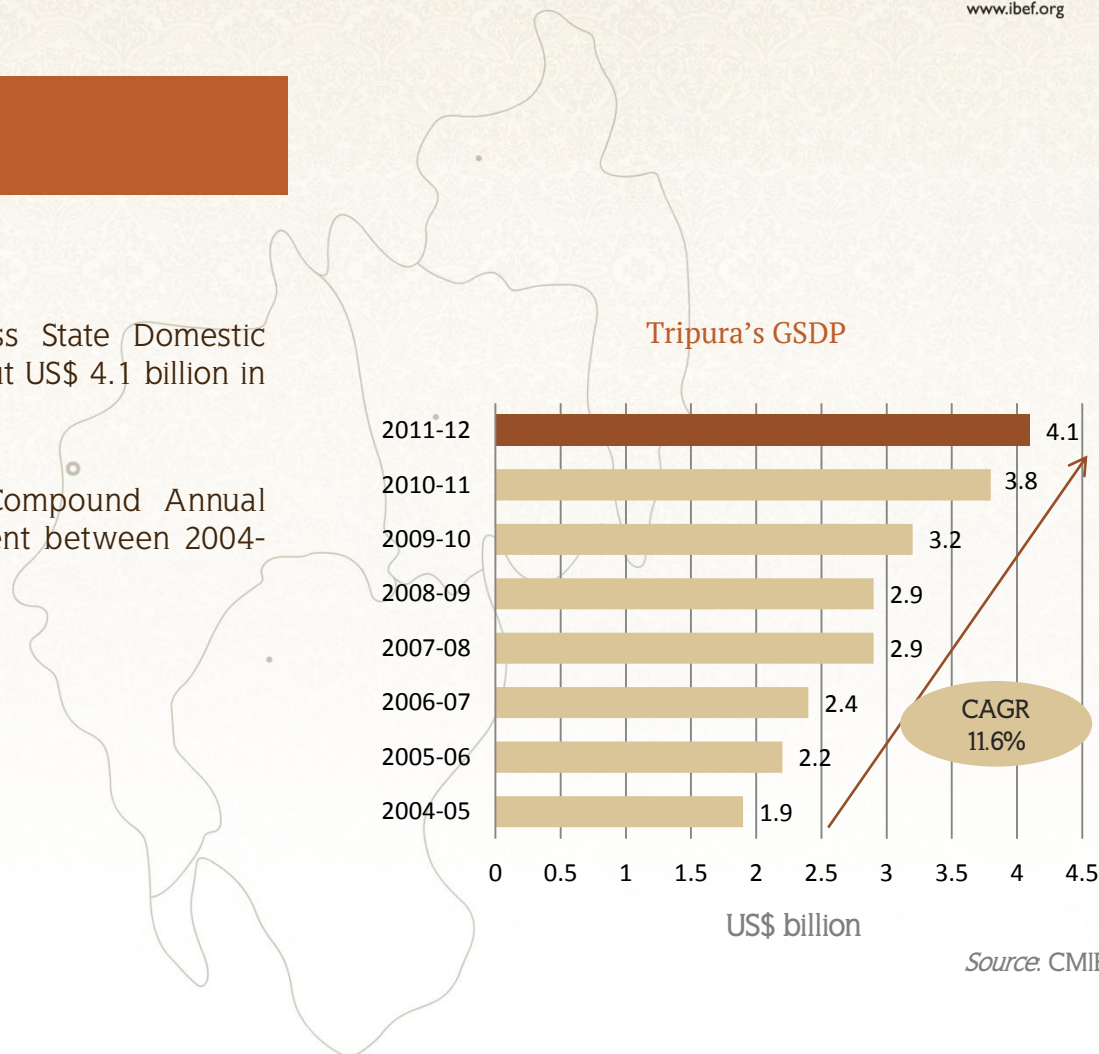 www.ibef.org
ss State Domestic
ut US$ 4.1 billion in
Compound Annual
ent between 2004-
Tripura's GSDP
2011-12 4.1
2010-11 3.8
2009-10 3.2
2008-09 2.9
2007-08 2.9
2006-07 2.4
2005-06 2.2
2004-05 1.9
CAGR
11.6%
0 0.5 1 1.5 2 2.5 3 3.5 4 4.5
US$ billion
Source: CMIE